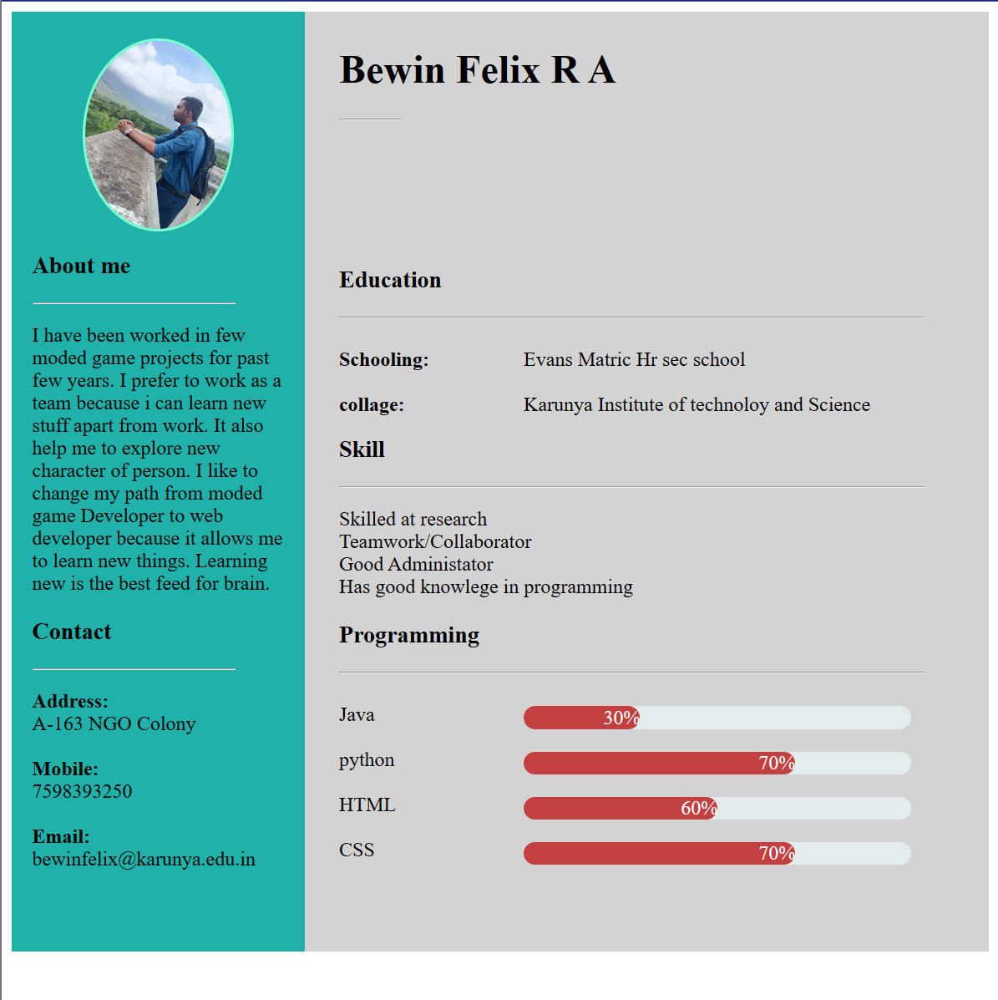 Bewin Felix R A
About me
I have been worked in few
moded game projects for past
few years. I prefer to work as a
team because i can learn new
stuff apart from work. It also
help me to explore new
character of person. I like to
change my path from moded
game Developer to web
developer because it allows me
to learn new things. Learning
new is the best feed for brain.
Contact
Address:
A-163 NGO Colony
Mobile:
7598393250
Email:
bewinfelix@karunya.edu.in
Education
Schooling: Evans Matric Hr sec school
collage: Karunya Institute of technoloy and Science
Skill
Skilled at research
Teamwork/Collaborator
Good Administator
Has good knowlege in programming
Programming
Java 30%
python 70%
HTML 60%
CSS 70%